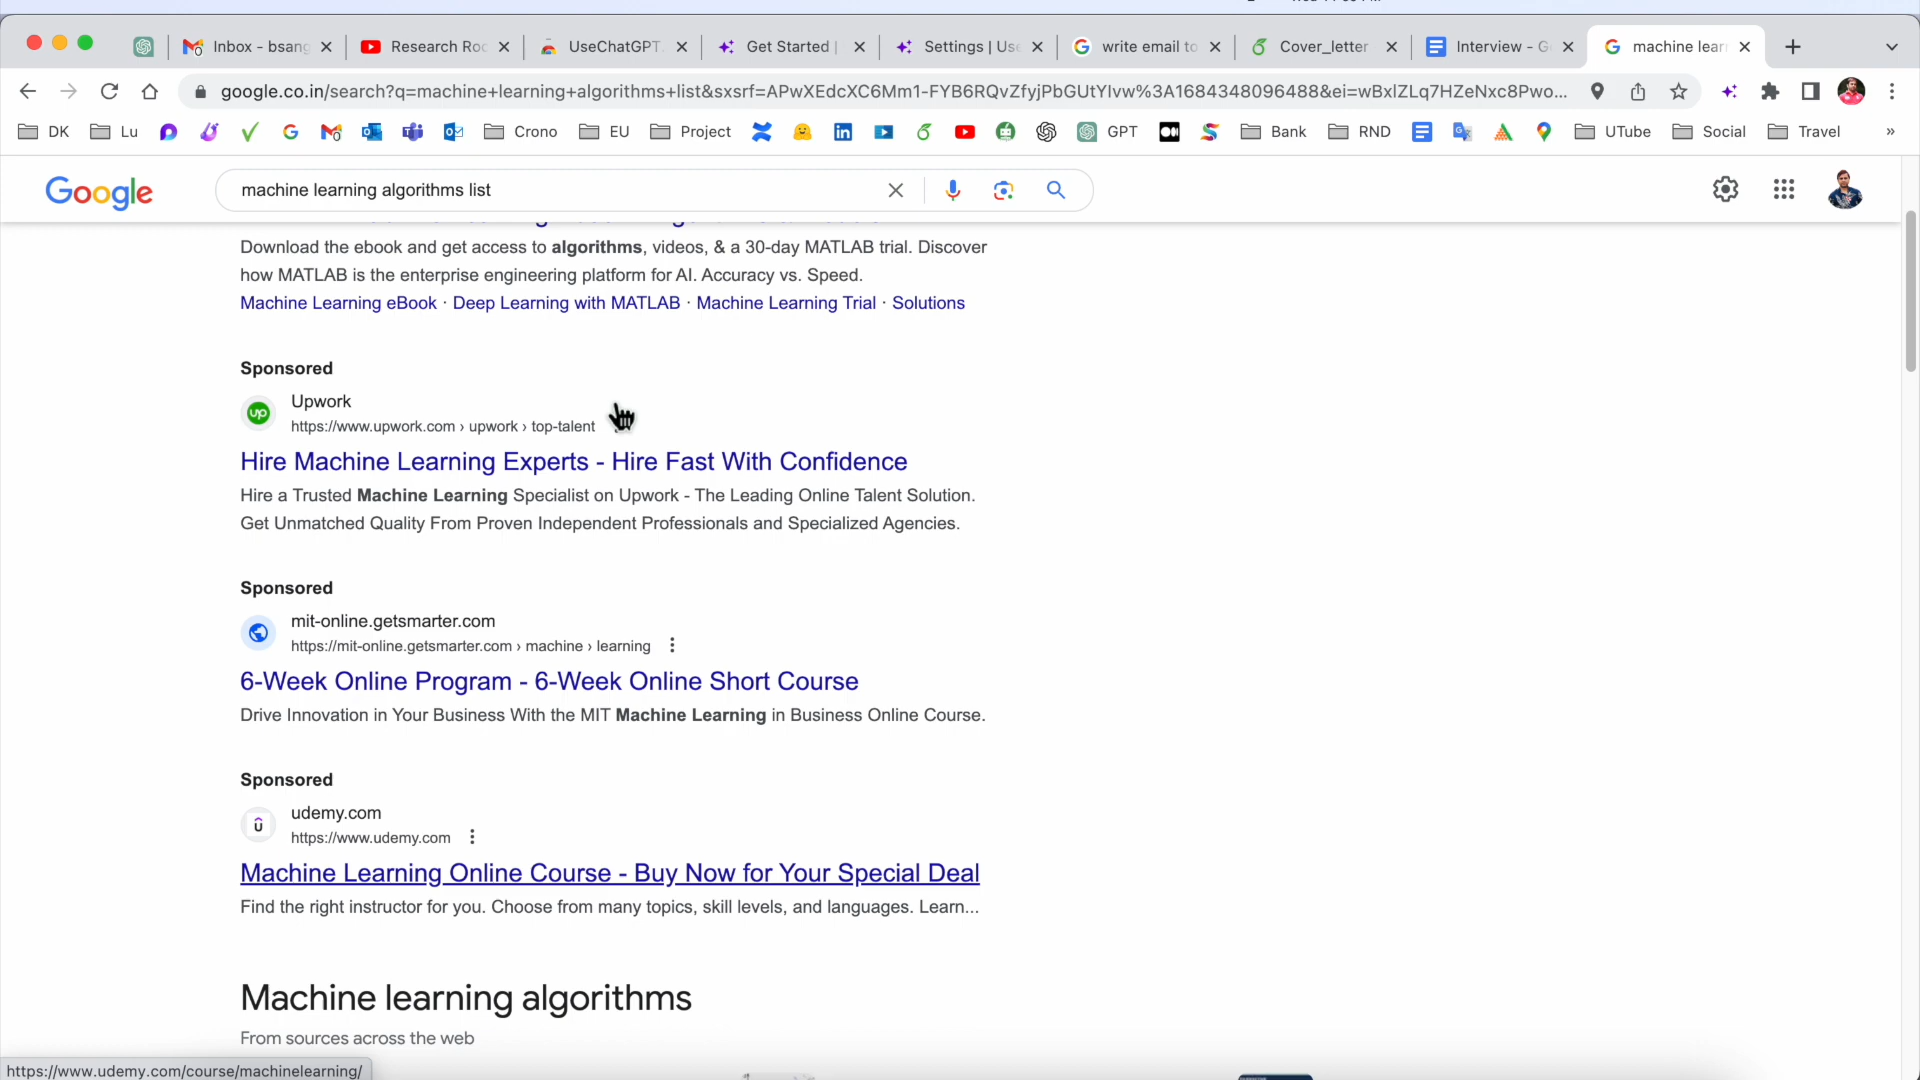 Inbox - bsang
Research Roc
UseChatGPT.
Get Started |
Settings | Use
write email to
Cover_letter
Interview - G
machine lear
google.co.in/search?q=machine+learning+algorithms+list&sxsrf=APwXEdcXC6Mm1-FYB6RQvZfyjPbGUtYlvw%3A1684348096488&ei=wBxlZLq7HZeNxc8Pwo...
DK
Lu
Crono
EU
Project
GPT
Bank
RND
UTube
Social
Travel
»
Google
machine learning algorithms list
Download the ebook and get access to algorithms, videos, & a 30-day MATLAB trial. Discover
how MATLAB is the enterprise engineering platform for AI. Accuracy vs. Speed.
Machine Learning eBook · Deep Learning with MATLAB · Machine Learning Trial · Solutions
Sponsored
up
Upwork
https://www.upwork.com › upwork › top-talent
Hire Machine Learning Experts - Hire Fast With Confidence
Hire a Trusted Machine Learning Specialist on Upwork - The Leading Online Talent Solution.
Get Unmatched Quality From Proven Independent Professionals and Specialized Agencies.
Sponsored
mit-online.getsmarter.com
https://mit-online.getsmarter.com › machine › learning
6-Week Online Program - 6-Week Online Short Course
Drive Innovation in Your Business With the MIT Machine Learning in Business Online Course.
Sponsored
udemy.com
https://www.udemy.com
Machine Learning Online Course - Buy Now for Your Special Deal
Find the right instructor for you. Choose from many topics, skill levels, and languages. Learn...
Machine learning algorithms
From sources across the web
https://www.udemy.com/course/machinelearning/